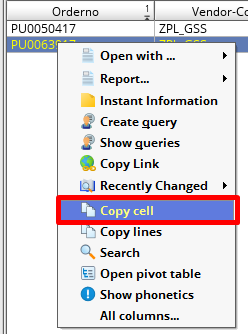 Orderno 1 Vendor-Co
PU0050417 ZPL_GSS
Open with ...
Report...
Instant Information
Create query
Show queries
Copy Link
Recently Changed
Copy cell
Copy lines
Search
Open pivot table
Show phonetics
All columns...